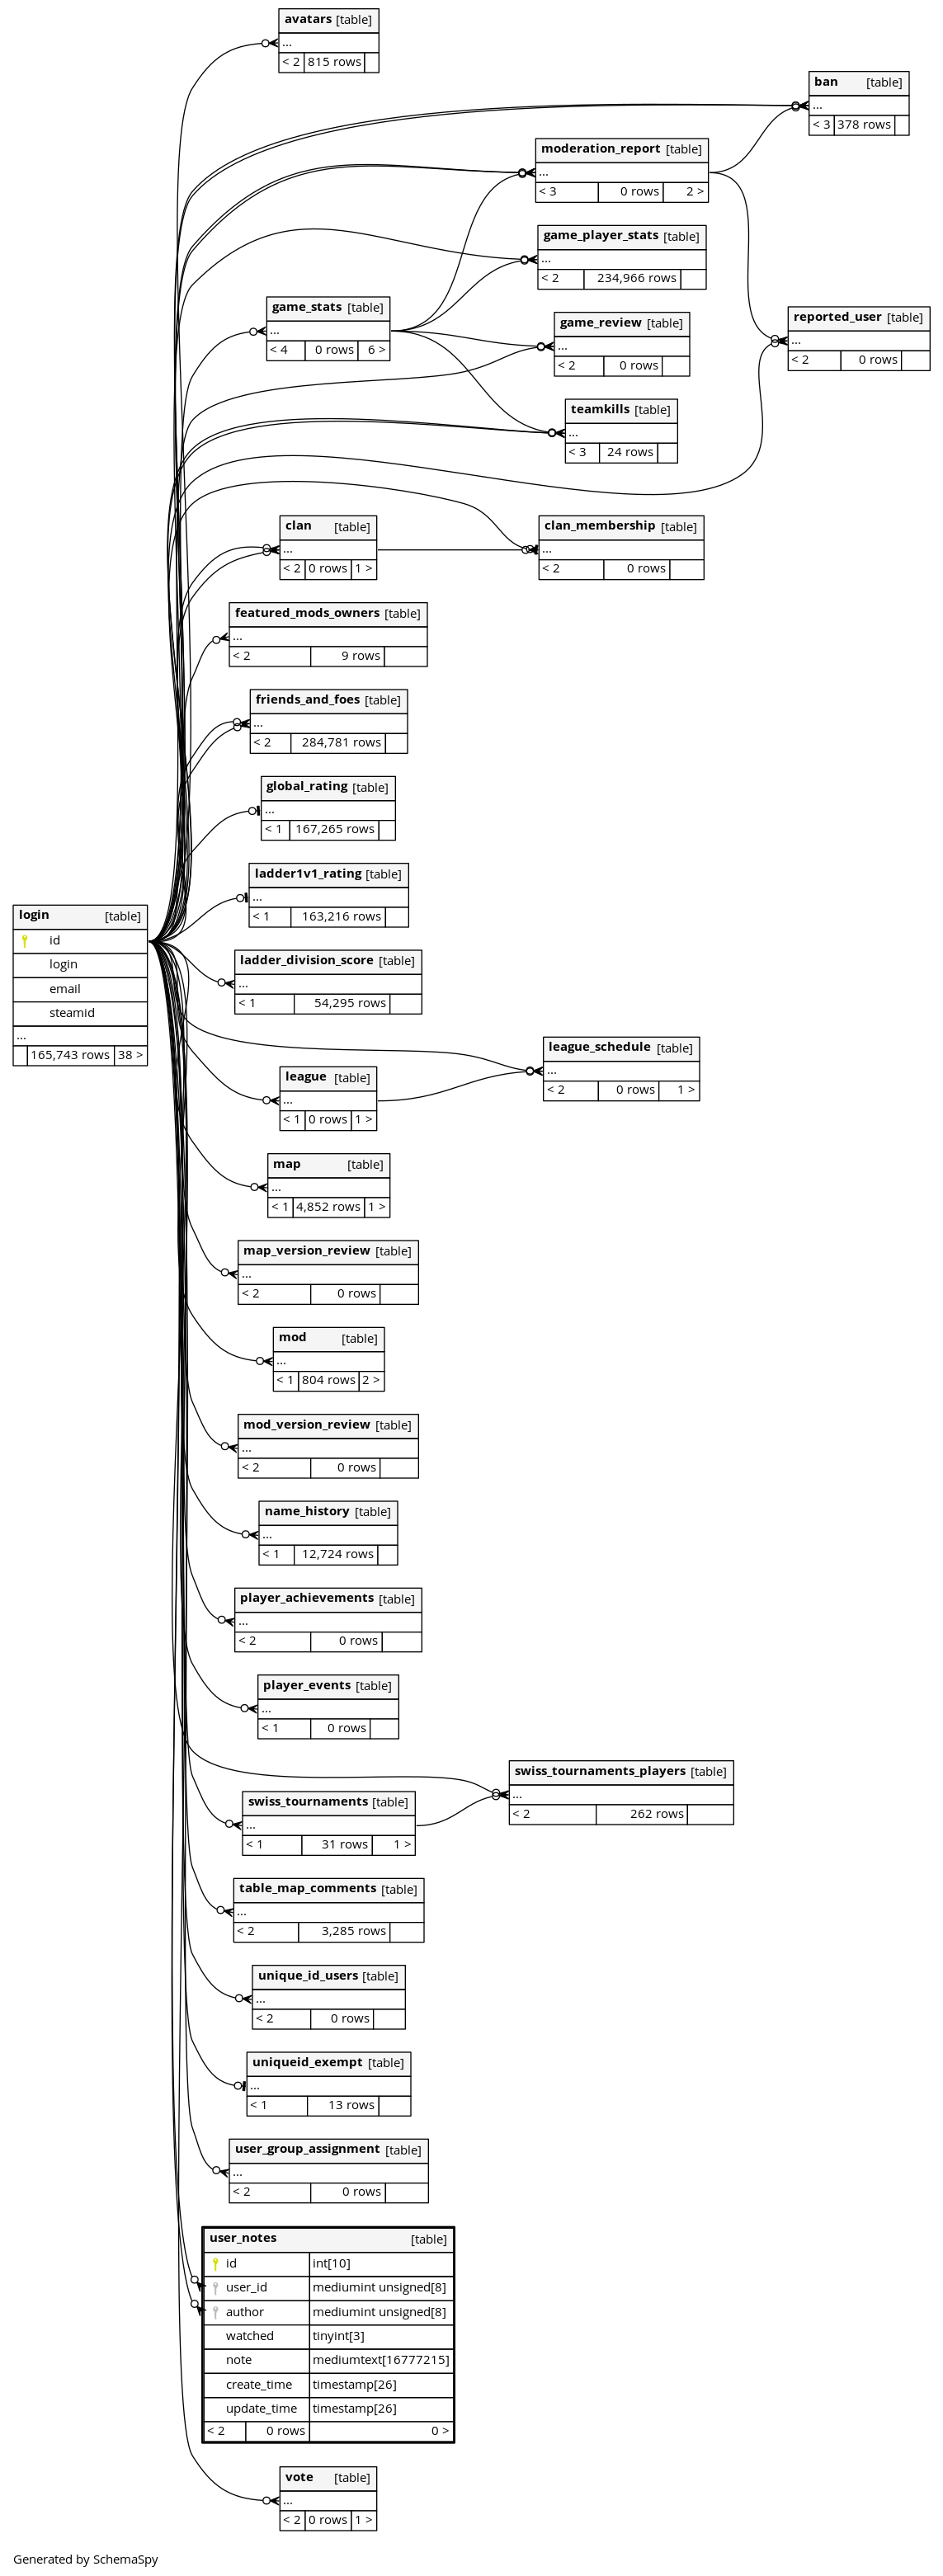 avatars [table]
...
< 2 815 rows
ban [table]
...
< 3 378 rows
moderation_report [table]
...
< 3 0 rows 2 >
game_player_stats [table]
...
< 2 234,966 rows
game_stats [table]
...
< 4 0 rows 6 >
game_review [table]
...
< 2 0 rows
reported_user [table]
...
< 2 0 rows
teamkills [table]
...
< 3 24 rows
clan [table]
...
< 2 0 rows 1 >
clan_membership [table]
...
< 2 0 rows
featured_mods_owners [table]
...
< 2 9 rows
friends_and_foes [table]
...
< 2 284,781 rows
global_rating [table]
...
< 1 167,265 rows
ladder1v1_rating [table]
...
< 1 163,216 rows
login [table]
id
login
email
steamid
...
165,743 rows 38 >
ladder_division_score [table]
...
< 1 54,295 rows
league_schedule [table]
...
< 2 0 rows 1 >
league [table]
...
< 1 0 rows 1 >
map [table]
...
< 1 4,852 rows 1 >
map_version_review [table]
...
< 2 0 rows
mod [table]
...
< 1 804 rows 2 >
mod_version_review [table]
...
< 2 0 rows
name_history [table]
...
< 1 12,724 rows
player_achievements [table]
...
< 2 0 rows
player_events [table]
...
< 1 0 rows
swiss_tournaments_players [table]
...
< 2 262 rows
swiss_tournaments [table]
...
< 1 31 rows 1 >
table_map_comments [table]
...
< 2 3,285 rows
unique_id_users [table]
...
< 2 0 rows
uniqueid_exempt [table]
...
< 1 13 rows
user_group_assignment [table]
...
< 2 0 rows
user_notes [table]
id int[10]
user_id mediumint unsigned[8]
author mediumint unsigned[8]
watched tinyint[3]
note mediumtext[16777215]
create_time timestamp[26]
update_time timestamp[26]
< 2 0 rows 0 >
vote [table]
...
< 2 0 rows 1 >
Generated by SchemaSpy